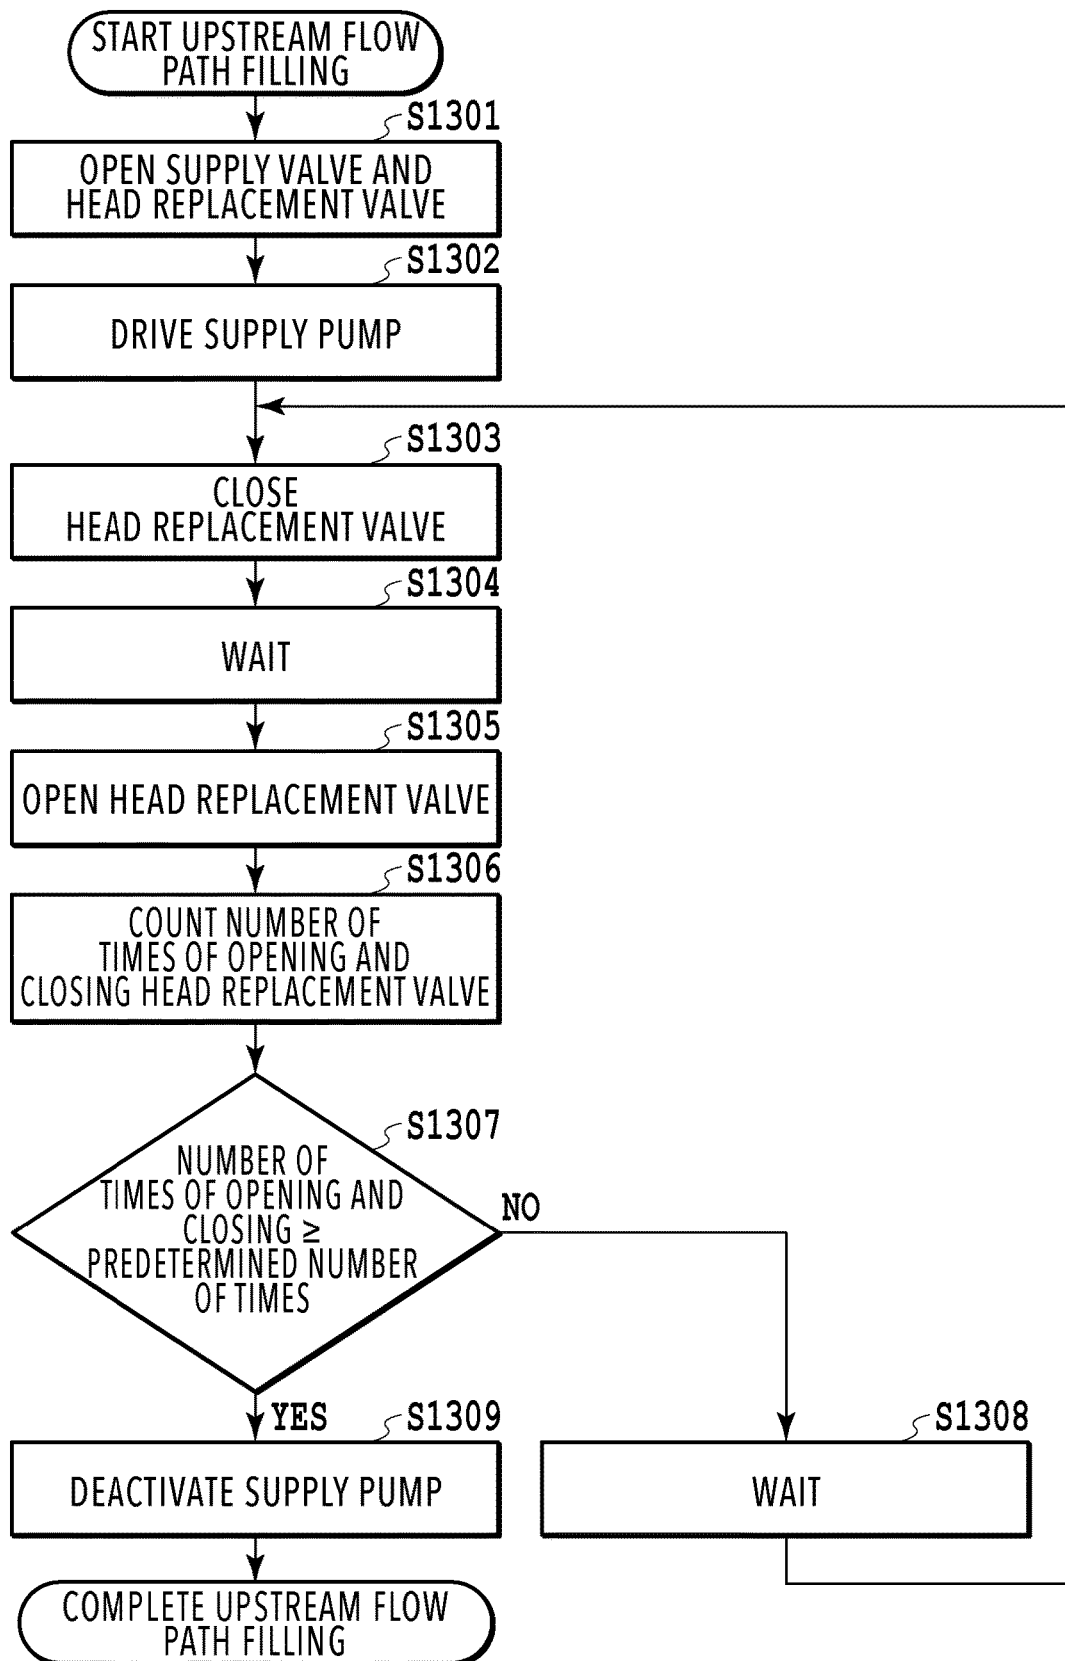 START UPSTREAM FLOW
PATH FILLING
S1301
OPEN SUPPLY VALVE AND
HEAD REPLACEMENT VALVE
S1302
DRIVE SUPPLY PUMP
S1303
CLOSE
HEAD REPLACEMENT VALVE
S1304
WAIT
S1305
OPEN HEAD REPLACEMENT VALVE
S1306
COUNT NUMBER OF
TIMES OF OPENING AND
CLOSING HEAD REPLACEMENT VALVE
S1307
NUMBER OF
TIMES OF OPENING AND
CLOSING ≥
PREDETERMINED NUMBER
OF TIMES
NO
YES
S1309
DEACTIVATE SUPPLY PUMP
S1308
WAIT
COMPLETE UPSTREAM FLOW
PATH FILLING